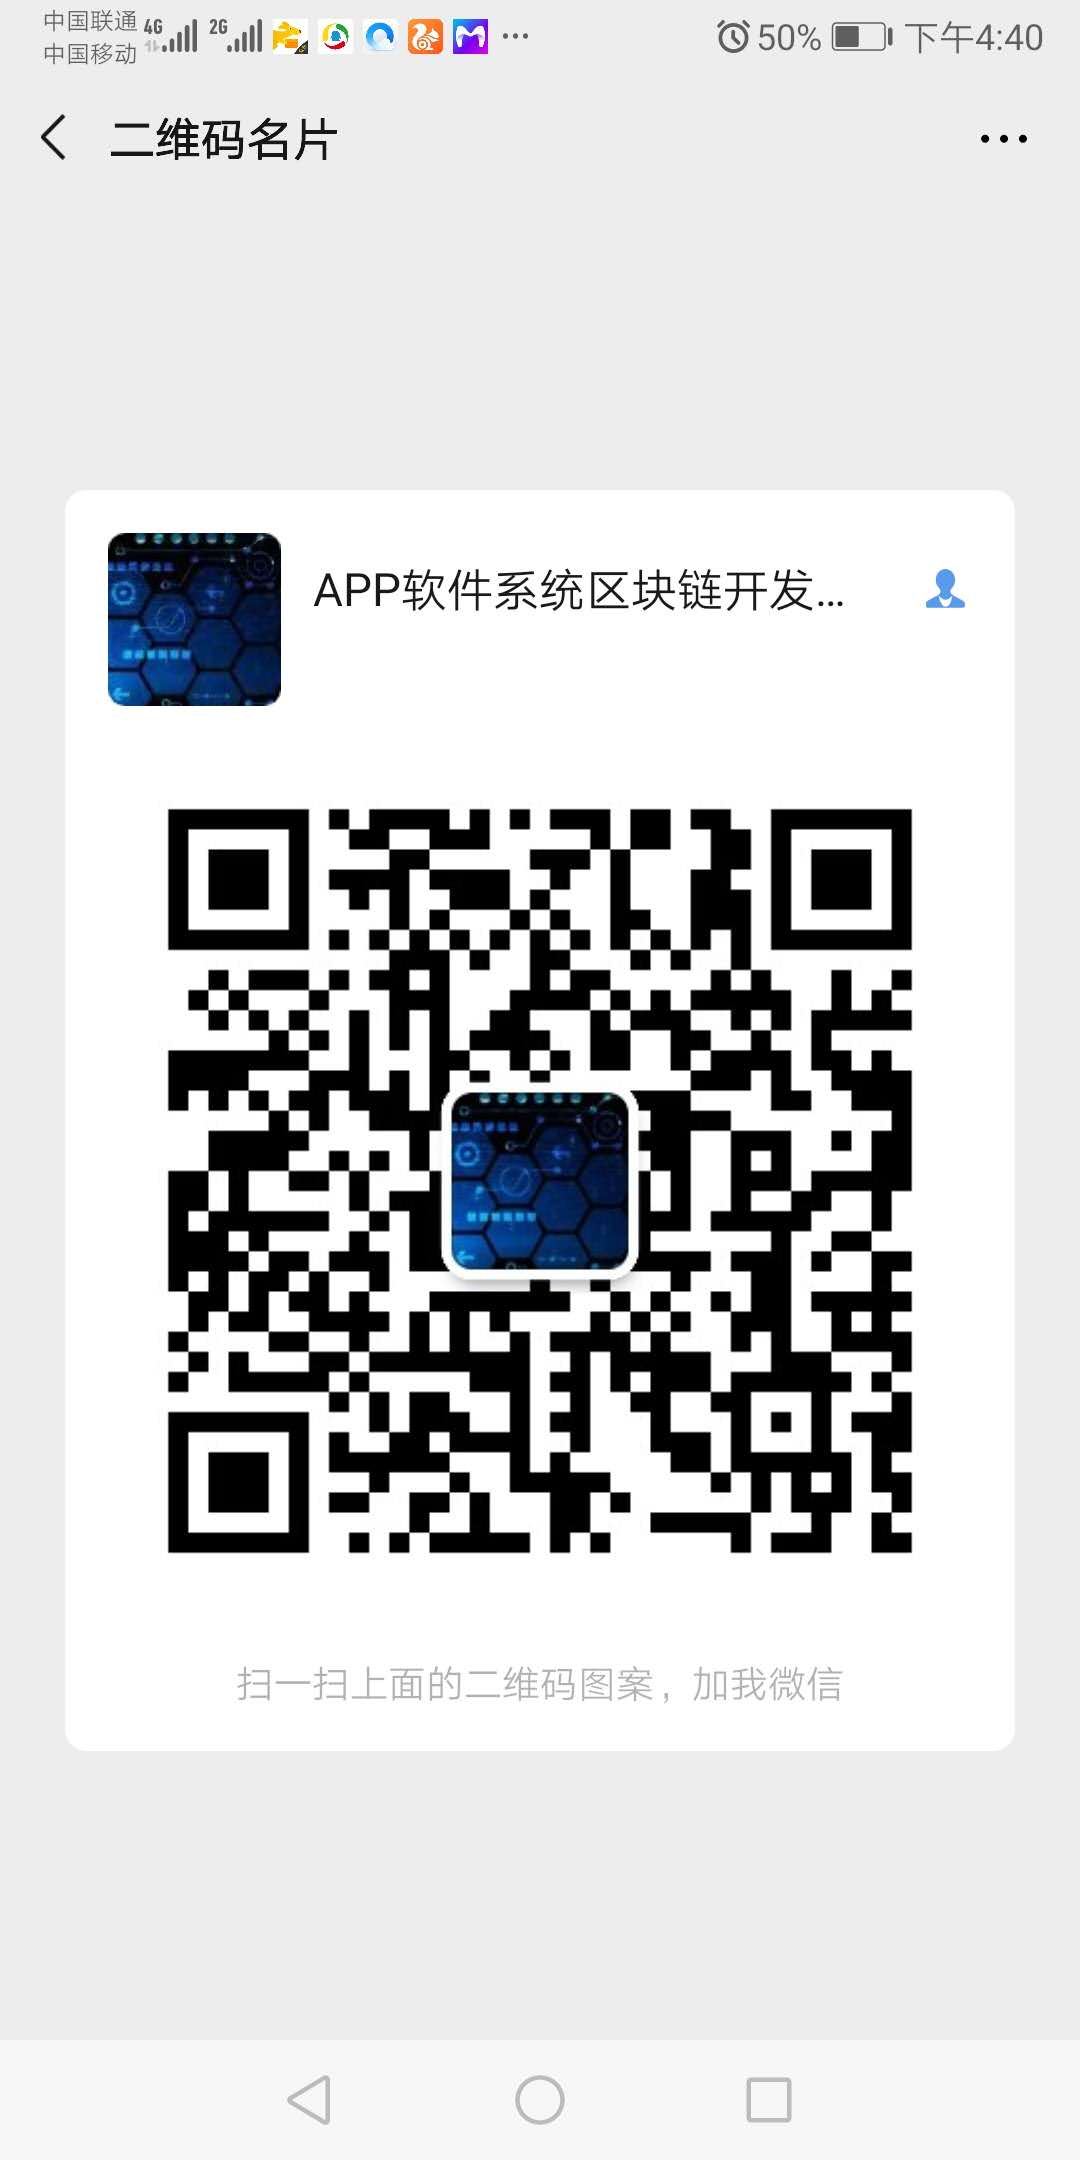 中国联通 4G 2G
中国移动
50% 下午4:40
二维码名片
APP软件系统区块链开发...
扫一扫上面的二维码图案，加我微信